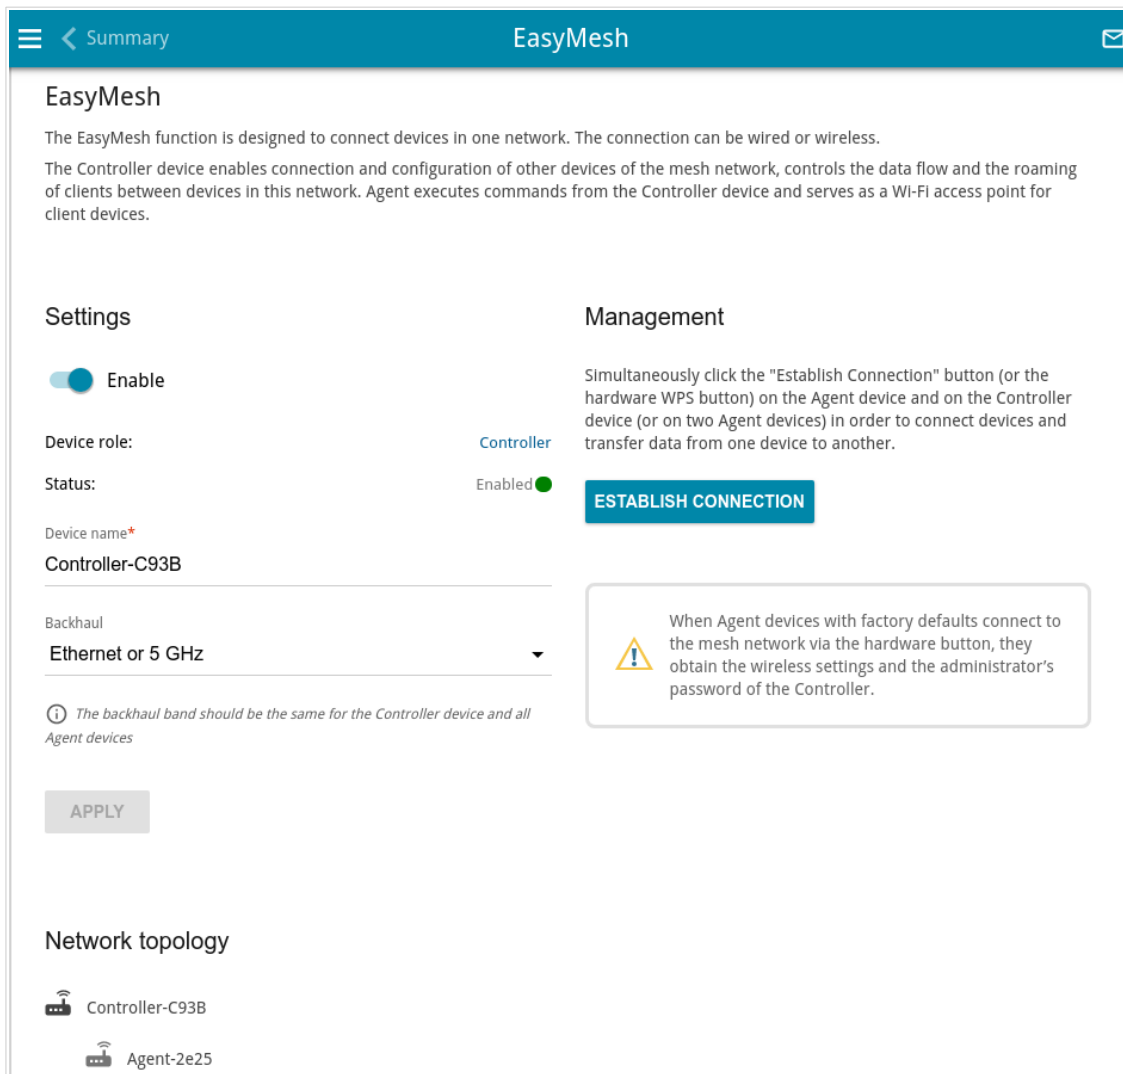 Summary
EasyMesh
EasyMesh
The EasyMesh function is designed to connect devices in one network. The connection can be wired or wireless.
The Controller device enables connection and configuration of other devices of the mesh network, controls the data flow and the roaming
of clients between devices in this network. Agent executes commands from the Controller device and serves as a Wi-Fi access point for
client devices.
Settings
Enable
Device role:
Controller
Status:
Enabled
Device name*
Controller-C93B
Backhaul
Ethernet or 5 GHz
The backhaul band should be the same for the Controller device and all
Agent devices
APPLY
Management
Simultaneously click the "Establish Connection" button (or the
hardware WPS button) on the Agent device and on the Controller
device (or on two Agent devices) in order to connect devices and
transfer data from one device to another.
ESTABLISH CONNECTION
When Agent devices with factory defaults connect to
the mesh network via the hardware button, they
obtain the wireless settings and the administrator's
password of the Controller.
Network topology
Controller-C93B
Agent-2e25